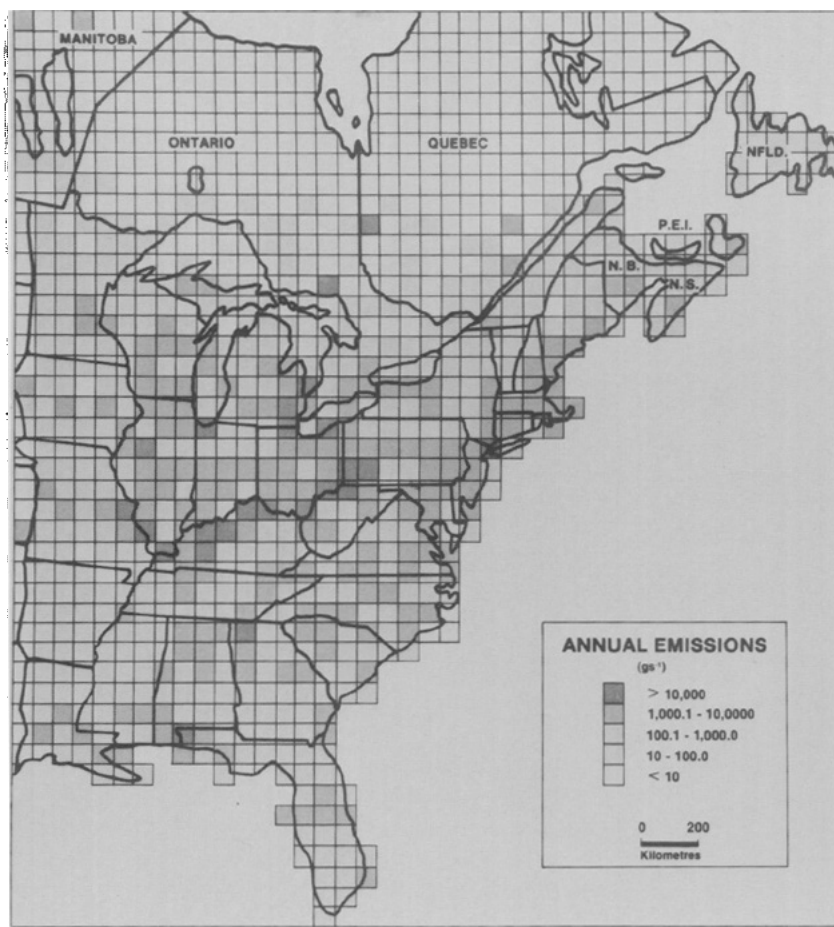 MANITOBA
ONTARIO
QUEBEC
NFLD.
P.E.I.
N. B.
N. S.
ANNUAL EMISSIONS
(gs⁻¹)
> 10,000
1,000.1 - 10,0000
100.1 - 1,000.0
10 - 100.0
< 10
0 200
Kilometres